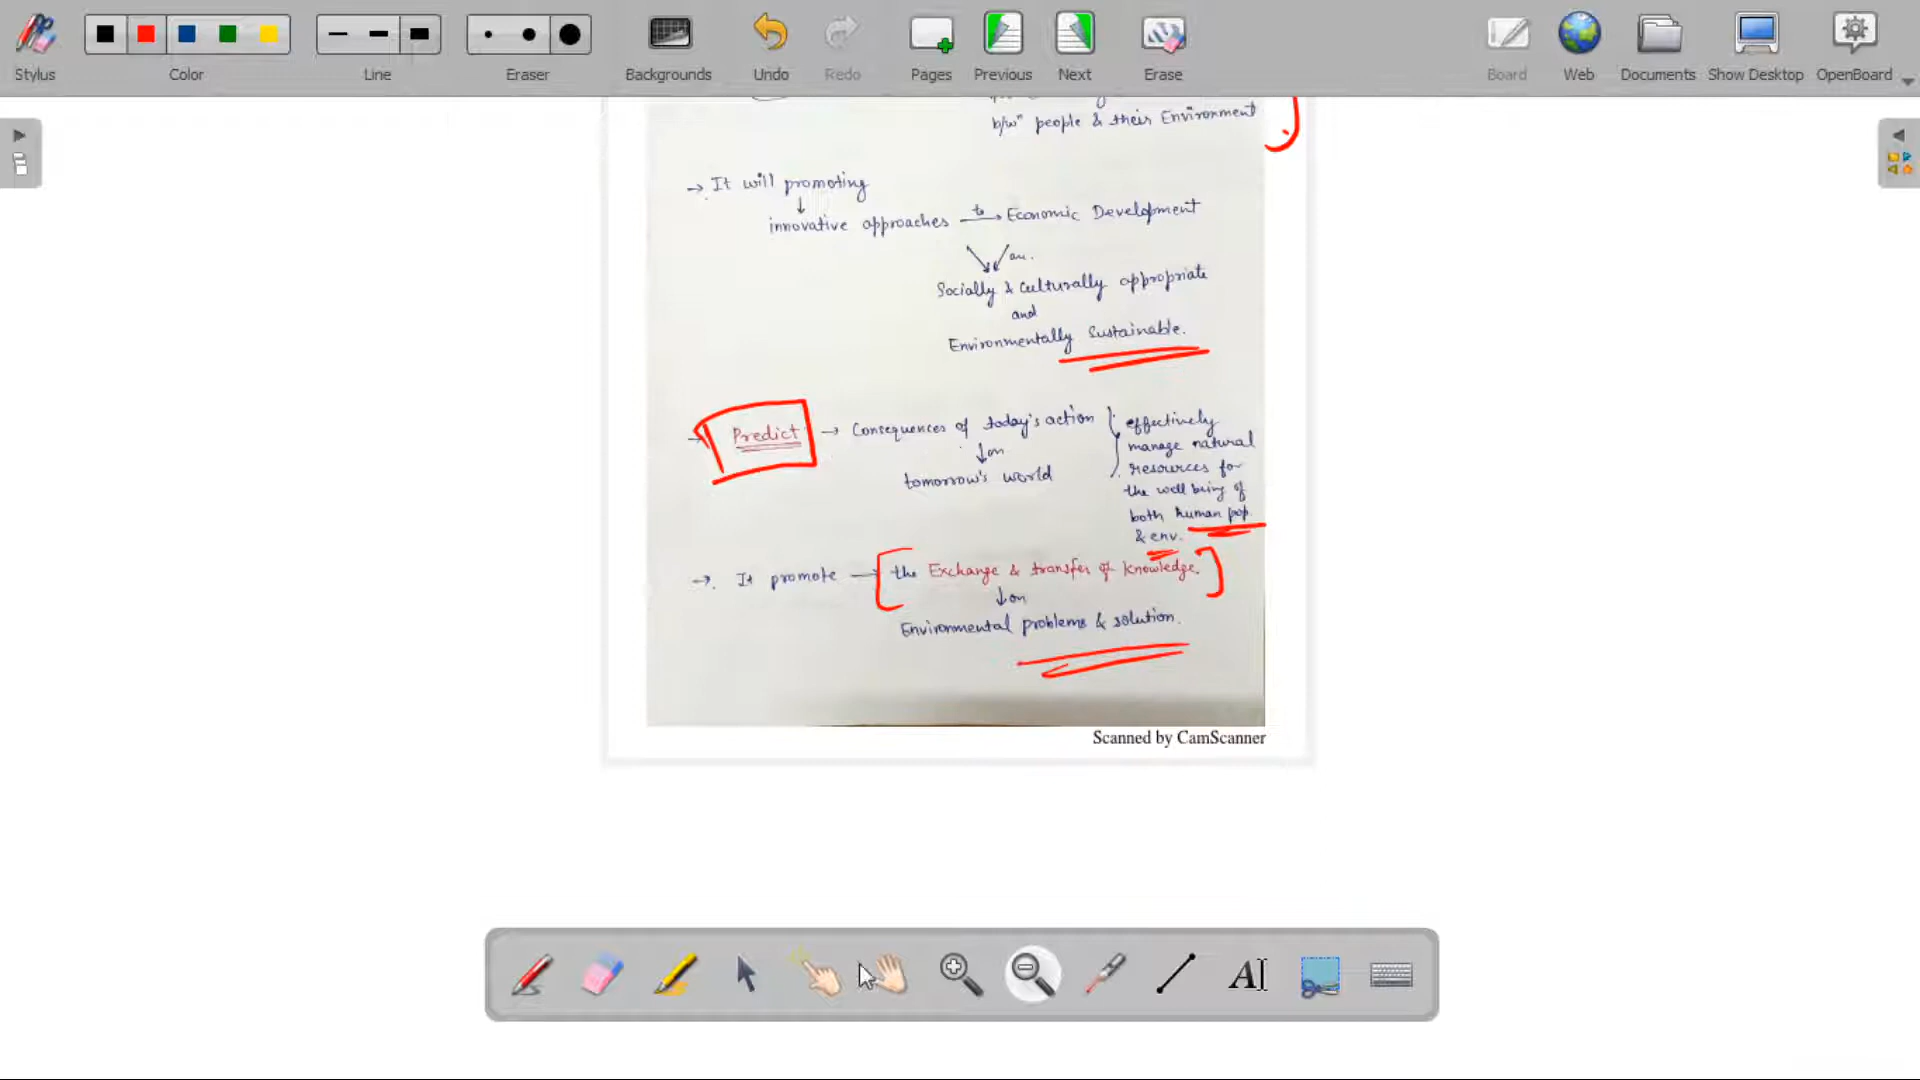 Stylus
Color
Line
Eraser
Backgrounds
Undo
Redo
Pages
Previous
Next
Erase
Board
Web
Documents
Show Desktop
OpenBoard
b/wⁿ people & their Environment
→ It will promoting
↓
innovative approaches to → Economic Development
are
Socially & culturally appropriate
and
Environmentally Sustainable.
→ Predict → Consequences of today's action
↓ on
tomorrow's world
effectively
manage natural
resources for
the well being of
both human pop.
& env.
→ It promote → the Exchange & transfer of knowledge.
↓ on
Environmental problems & solution.
Scanned by CamScanner
AI